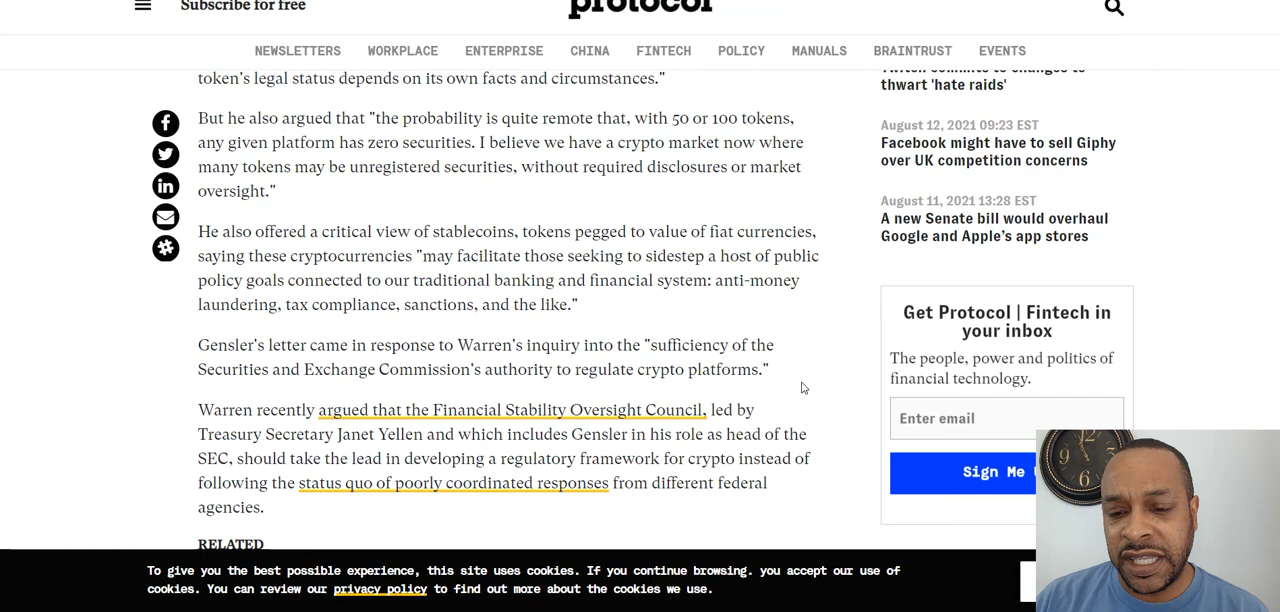 Subscribe for free
protocol
NEWSLETTERS WORKPLACE ENTERPRISE CHINA FINTECH POLICY MANUALS BRAINTRUST EVENTS
token's legal status depends on its own facts and circumstances."
But he also argued that "the probability is quite remote that, with 50 or 100 tokens,
any given platform has zero securities. I believe we have a crypto market now where
many tokens may be unregistered securities, without required disclosures or market
oversight."
He also offered a critical view of stablecoins, tokens pegged to value of fiat currencies,
saying these cryptocurrencies "may facilitate those seeking to sidestep a host of public
policy goals connected to our traditional banking and financial system: anti-money
laundering, tax compliance, sanctions, and the like."
Gensler's letter came in response to Warren's inquiry into the "sufficiency of the
Securities and Exchange Commission's authority to regulate crypto platforms."
Warren recently argued that the Financial Stability Oversight Council, led by
Treasury Secretary Janet Yellen and which includes Gensler in his role as head of the
SEC, should take the lead in developing a regulatory framework for crypto instead of
following the status quo of poorly coordinated responses from different federal
agencies.
RELATED
Twitch commits to changes to
thwart 'hate raids'
August 12, 2021 09:23 EST
Facebook might have to sell Giphy
over UK competition concerns
August 11, 2021 13:28 EST
A new Senate bill would overhaul
Google and Apple's app stores
Get Protocol | Fintech in
your inbox
The people, power and politics of
financial technology.
Enter email
Sign Me
To give you the best possible experience, this site uses cookies. If you continue browsing. you accept our use of
cookies. You can review our privacy policy to find out more about the cookies we use.